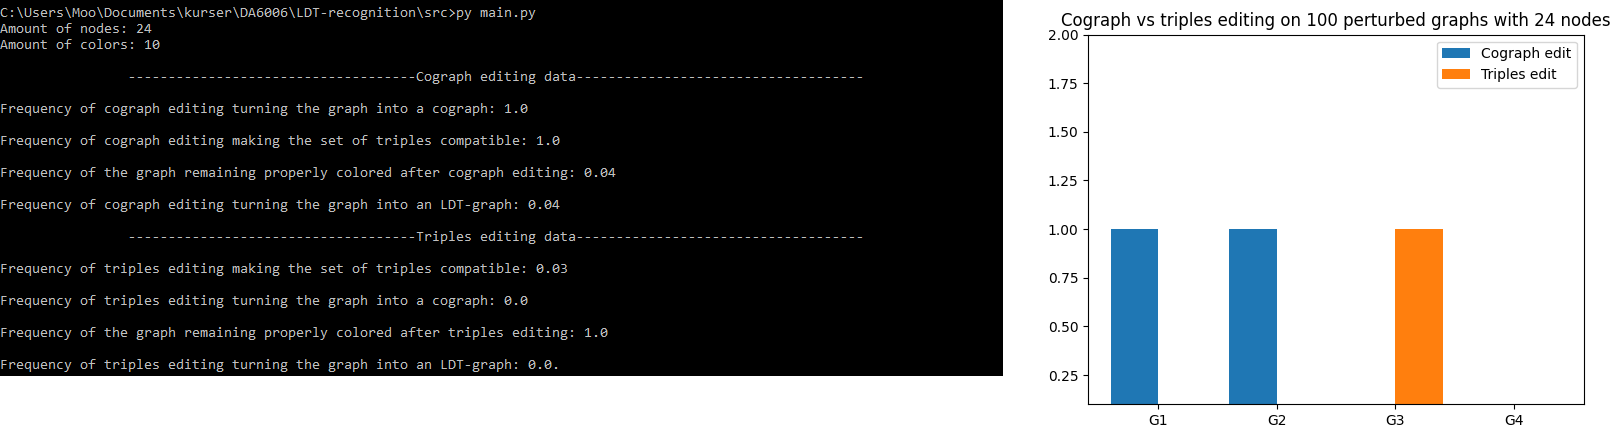 C:\Users\Moo\Documents\kurser\DA6006\LDT-recognition\src>py main.py
Amount of nodes: 24
Amount of colors: 10
------------------------------------Cograph editing data------------------------------------
Frequency of cograph editing turning the graph into a cograph: 1.0
Frequency of cograph editing making the set of triples compatible: 1.0
Frequency of the graph remaining properly colored after cograph editing: 0.04
Frequency of cograph editing turning the graph into an LDT-graph: 0.04
------------------------------------Triples editing data------------------------------------
Frequency of triples editing making the set of triples compatible: 0.03
Frequency of triples editing turning the graph into a cograph: 0.0
Frequency of the graph remaining properly colored after triples editing: 1.0
Frequency of triples editing turning the graph into an LDT-graph: 0.0.
Cograph vs triples editing on 100 perturbed graphs with 24 nodes
Cograph edit
Triples edit
2.00
1.75
1.50
1.25
1.00
0.75
0.50
0.25
G1 G2 G3 G4